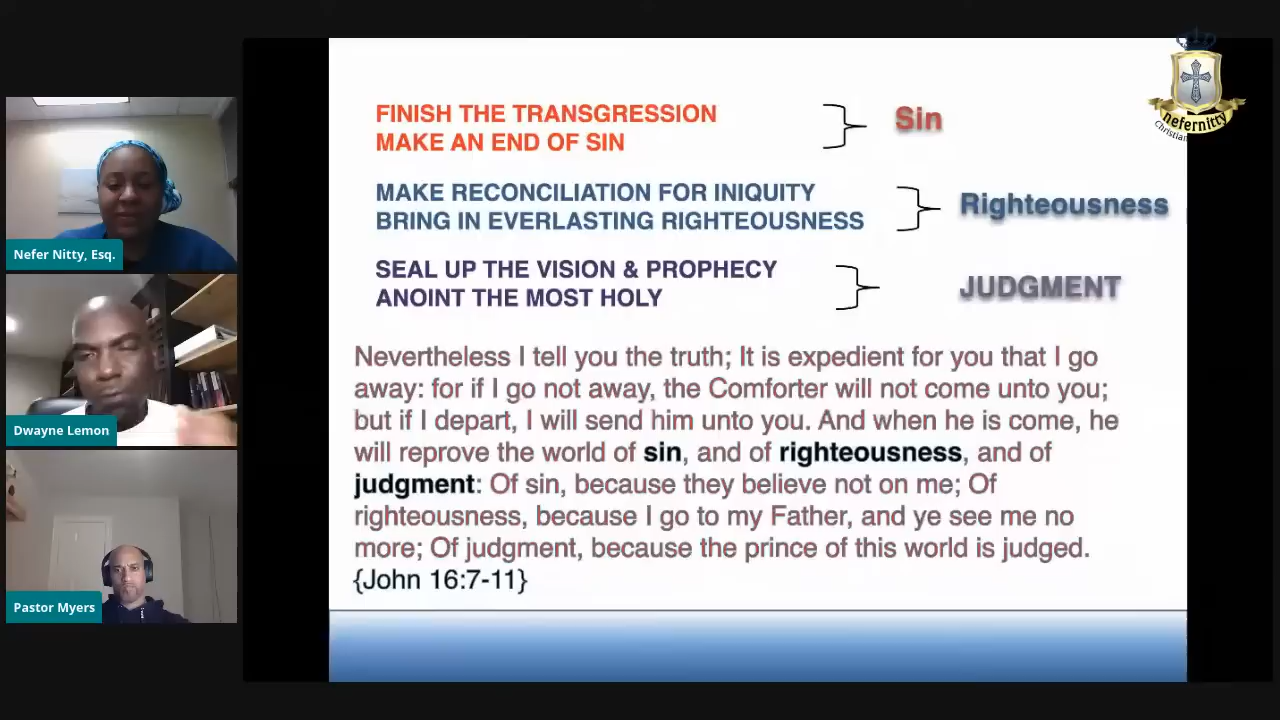 FINISH THE TRANSGRESSION
MAKE AN END OF SIN
Sin
MAKE RECONCILIATION FOR INIQUITY
BRING IN EVERLASTING RIGHTEOUSNESS
Righteousness
SEAL UP THE VISION & PROPHECY
ANOINT THE MOST HOLY
JUDGMENT
Nevertheless I tell you the truth; It is expedient for you that I go
away: for if I go not away, the Comforter will not come unto you;
but if I depart, I will send him unto you. And when he is come, he
will reprove the world of sin, and of righteousness, and of
judgment: Of sin, because they believe not on me; Of
righteousness, because I go to my Father, and ye see me no
more; Of judgment, because the prince of this world is judged.
{John 16:7-11}
nefernitty
Christian
Nefer Nitty, Esq.
Dwayne Lemon
Pastor Myers